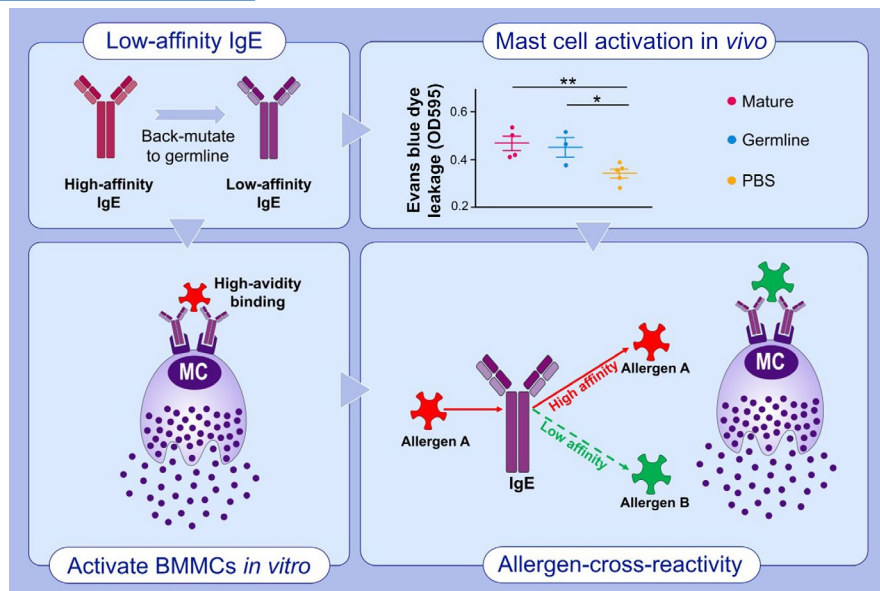 Low-affinity IgE
Back-mutate
to germline
High-affinity
IgE
Low-affinity
IgE
Mast cell activation in vivo
Evans blue dye
leakage (OD595)
0.6
0.4
0.2
**
*
Mature
Germline
PBS
High-avidity
binding
MC
Activate BMMCs in vitro
Allergen A
IgE
High affinity
Low affinity
Allergen A
Allergen B
MC
Allergen-cross-reactivity